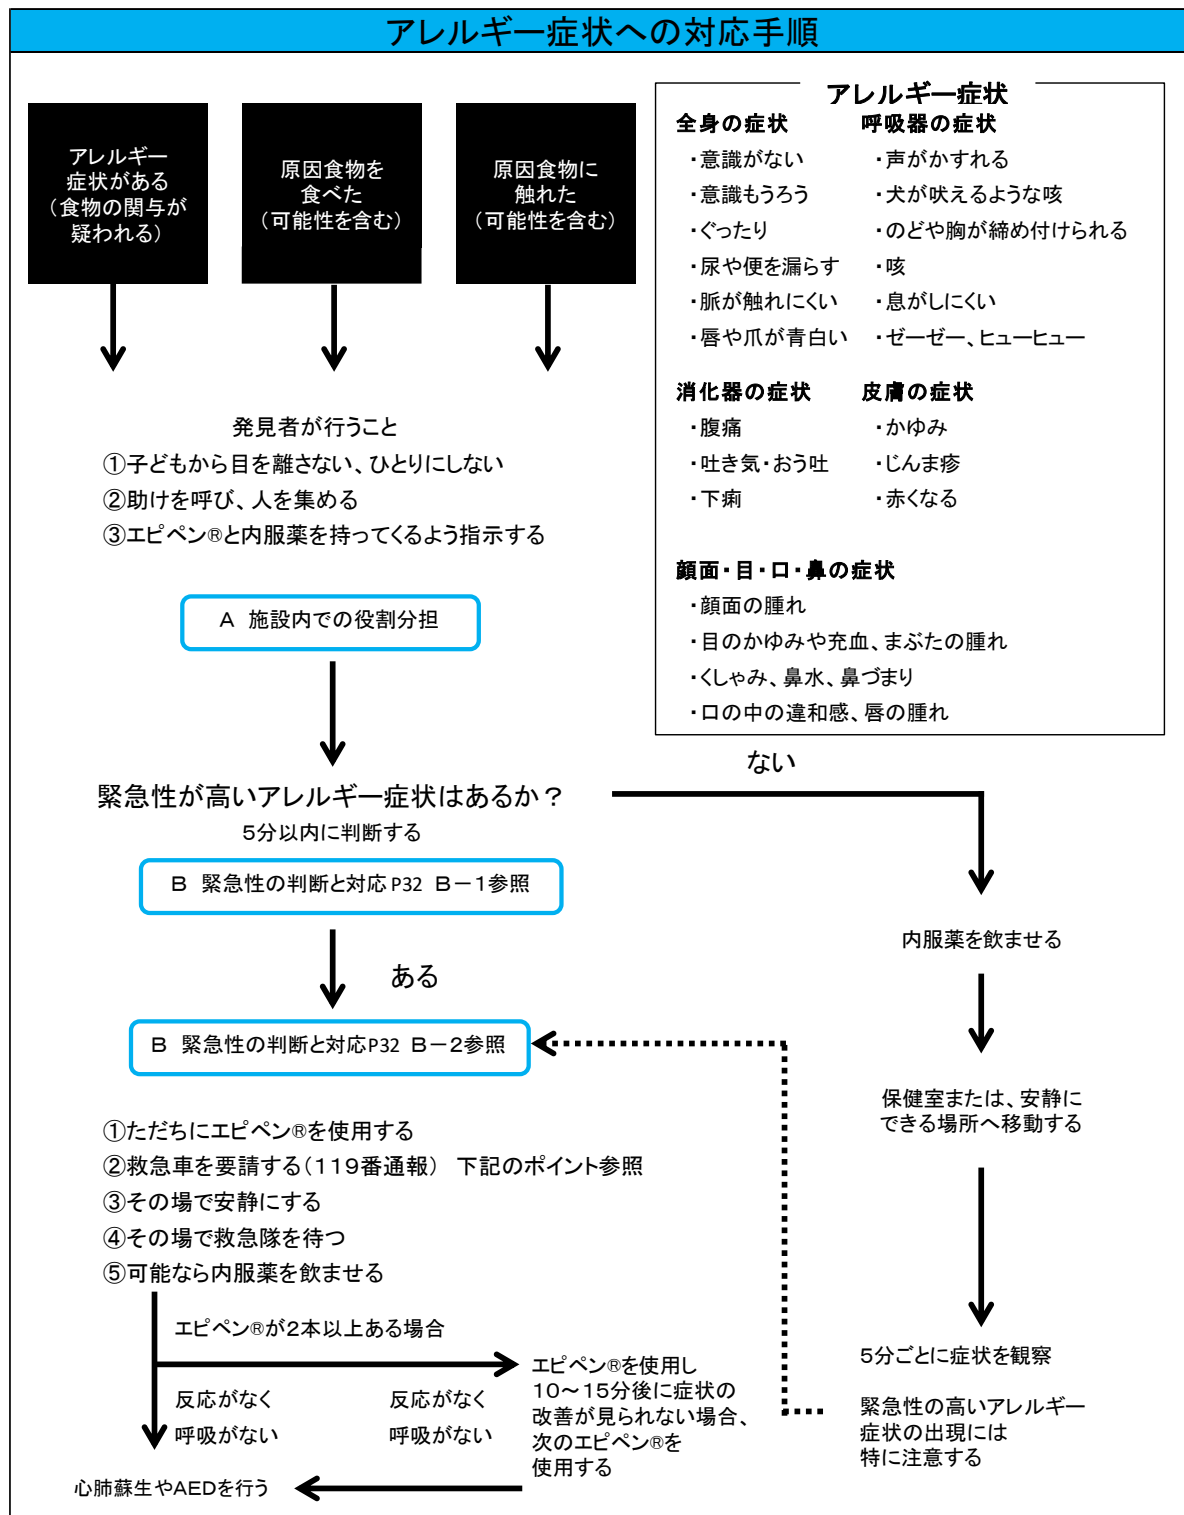 アレルギー症状への対応手順
アレルギー
症状がある
（食物の関与が
疑われる）
原因食物を
食べた
（可能性を含む）
原因食物に
触れた
（可能性を含む）
アレルギー症状
全身の症状
・意識がない
・意識もうろう
・ぐったり
・尿や便を漏らす
・脈が触れにくい
・唇や爪が青白い
呼吸器の症状
・声がかすれる
・犬が吠えるような咳
・のどや胸が締め付けられる
・咳
・息がしにくい
・ゼーゼー、ヒューヒュー
消化器の症状
・腹痛
・吐き気・おう吐
・下痢
皮膚の症状
・かゆみ
・じんま疹
・赤くなる
顔面・目・口・鼻の症状
・顔面の腫れ
・目のかゆみや充血、まぶたの腫れ
・くしゃみ、鼻水、鼻づまり
・口の中の違和感、唇の腫れ
発見者が行うこと
①子どもから目を離さない、ひとりにしない
②助けを呼び、人を集める
③エピペン®と内服薬を持ってくるよう指示する
A 施設内での役割分担
緊急性が高いアレルギー症状はあるか？
５分以内に判断する
B 緊急性の判断と対応P32 B－１参照
ない
ある
B 緊急性の判断と対応P32 B－２参照
①ただちにエピペン®を使用する
②救急車を要請する（１１９番通報） 下記のポイント参照
③その場で安静にする
④その場で救急隊を待つ
⑤可能なら内服薬を飲ませる
エピペン®が２本以上ある場合
反応がなく
呼吸がない
反応がなく
呼吸がない
エピペン®を使用し
１０～１５分後に症状の
改善が見られない場合、
次のエピペン®を
使用する
心肺蘇生やAEDを行う
内服薬を飲ませる
保健室または、安静に
できる場所へ移動する
５分ごとに症状を観察
緊急性の高いアレルギー
症状の出現には
特に注意する